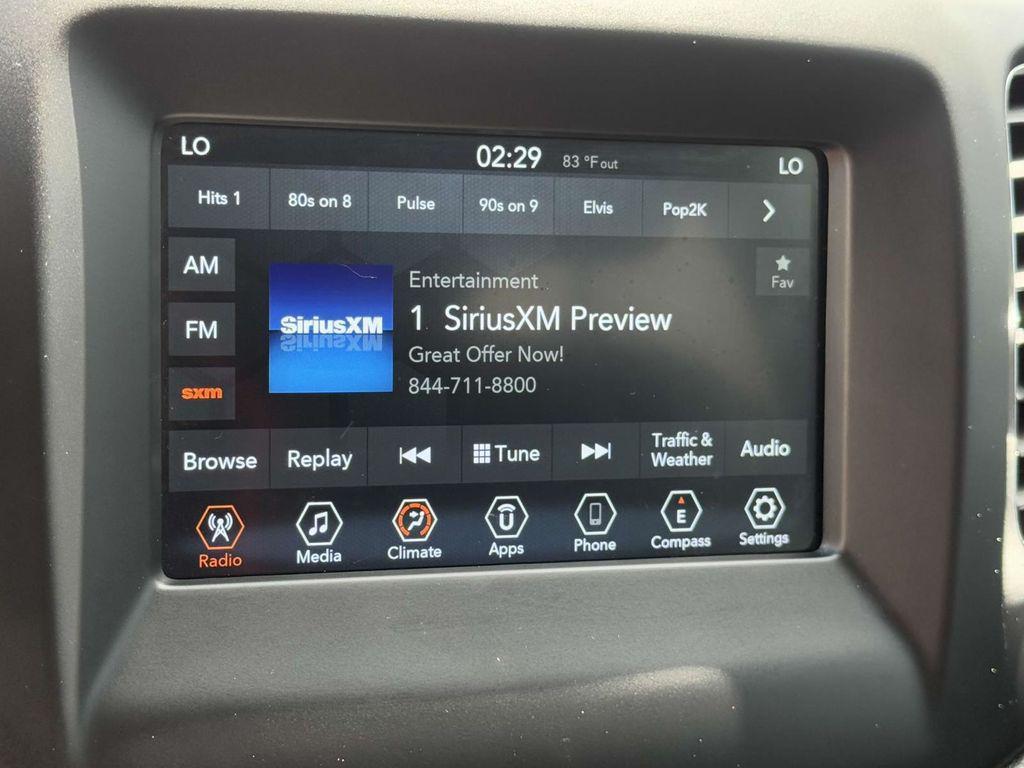 LO
02:29 83 °F out
LO
Hits 1
80s on 8
Pulse
90s on 9
Elvis
Pop2K
AM
FM
sxm
SiriusXM
Entertainment
1 SiriusXM Preview
Great Offer Now!
844-711-8800
Fav
Browse
Replay
Tune
Traffic &
Weather
Audio
Radio
Media
Climate
Apps
Phone
E
Compass
Settings